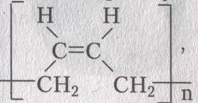 H H
C=C
CH₂ CH₂ n
,